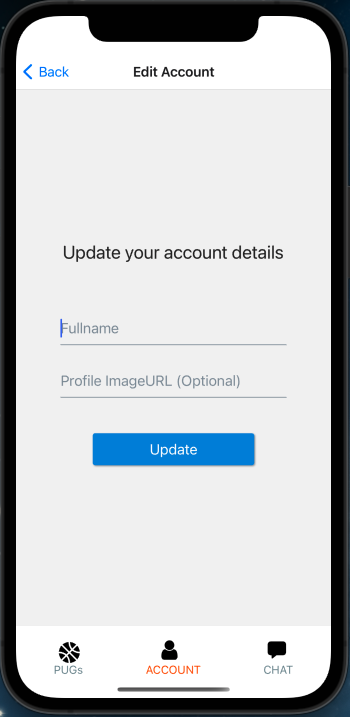 Back
Edit Account
Update your account details
Fullname
Profile ImageURL (Optional)
Update
PUGs
ACCOUNT
CHAT